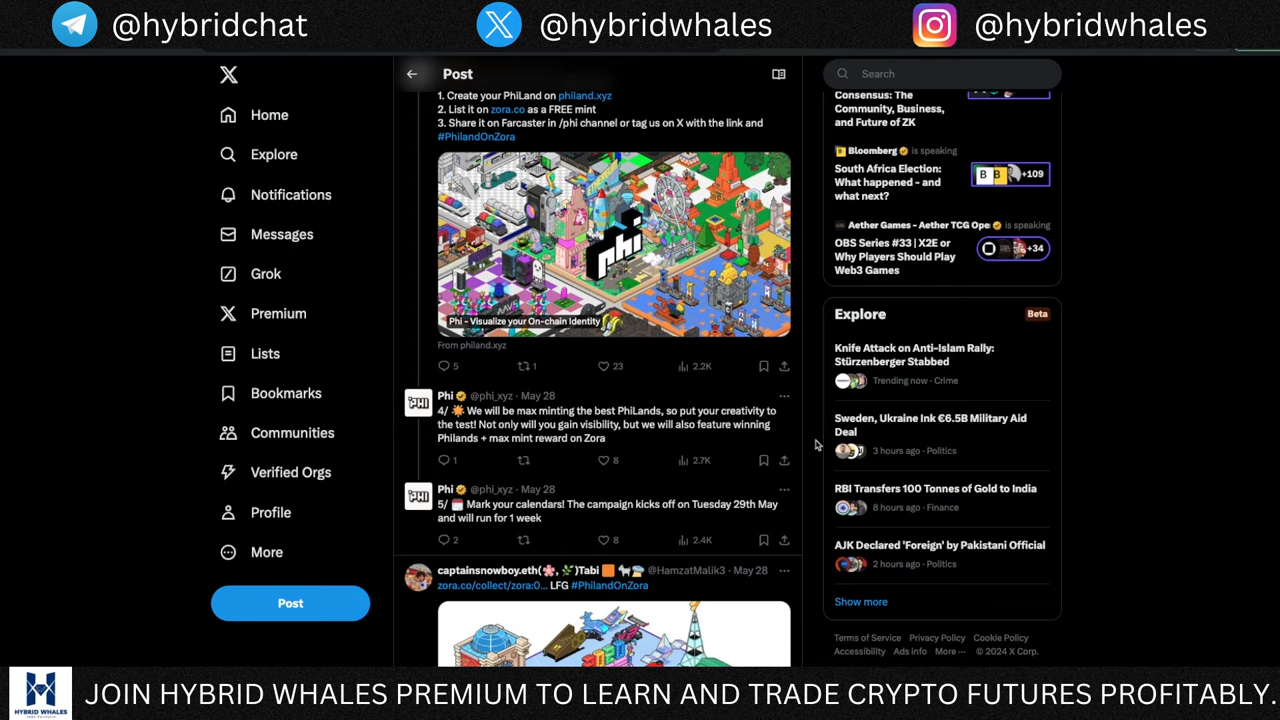 @hybridchat
@hybridwhales
@hybridwhales
Home
Explore
Notifications
Messages
Grok
Premium
Lists
Bookmarks
Communities
Verified Orgs
Profile
More
Post
Post
1. Create your PhiLand on philand.xyz
2. List it on zora.co as a FREE mint
3. Share it on Farcaster in /phi channel or tag us on X with the link and
#PhilandOnZora
phi
Phi - Visualize your On-chain Identity
From philand.xyz
5 1 23 2.2K
Phi @phi_xyz · May 28
4/ We will be max minting the best PhiLands, so put your creativity to
the test! Not only will you gain visibility, but we will also feature winning
Philands + max mint reward on Zora
1 8 2.7K
Phi @phi_xyz · May 28
5/ Mark your calendars! The campaign kicks off on Tuesday 29th May
and will run for 1 week
2 8 2.4K
captainsnowboy.eth(🌸, 🌿)Tabi @HamzatMalik3 · May 28
zora.co/collect/zora:0... LFG #PhilandOnZora
Search
Consensus: The
Community, Business,
and Future of ZK
Bloomberg is speaking
South Africa Election:
What happened - and
what next?
+109
Aether Games - Aether TCG Ope is speaking
OBS Series #33 | X2E or
Why Players Should Play
Web3 Games
+34
Explore
Beta
Knife Attack on Anti-Islam Rally:
Stürzenberger Stabbed
Trending now · Crime
Sweden, Ukraine Ink €6.5B Military Aid
Deal
3 hours ago · Politics
RBI Transfers 100 Tonnes of Gold to India
8 hours ago · Finance
AJK Declared 'Foreign' by Pakistani Official
2 hours ago · Politics
Show more
Terms of Service Privacy Policy Cookie Policy
Accessibility Ads info More ··· © 2024 X Corp.
HYBRID WHALES
JOIN HYBRID WHALES PREMIUM TO LEARN AND TRADE CRYPTO FUTURES PROFITABLY.